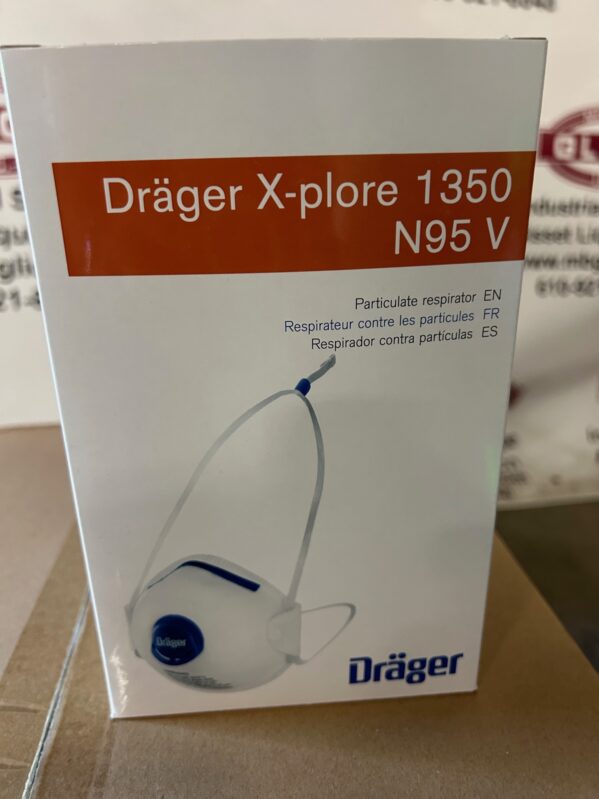 Dräger X-plore 1350
N95 V
Particulate respirator EN
Respirateur contre les particules FR
Respirador contra partículas ES
Dräger
Dräger